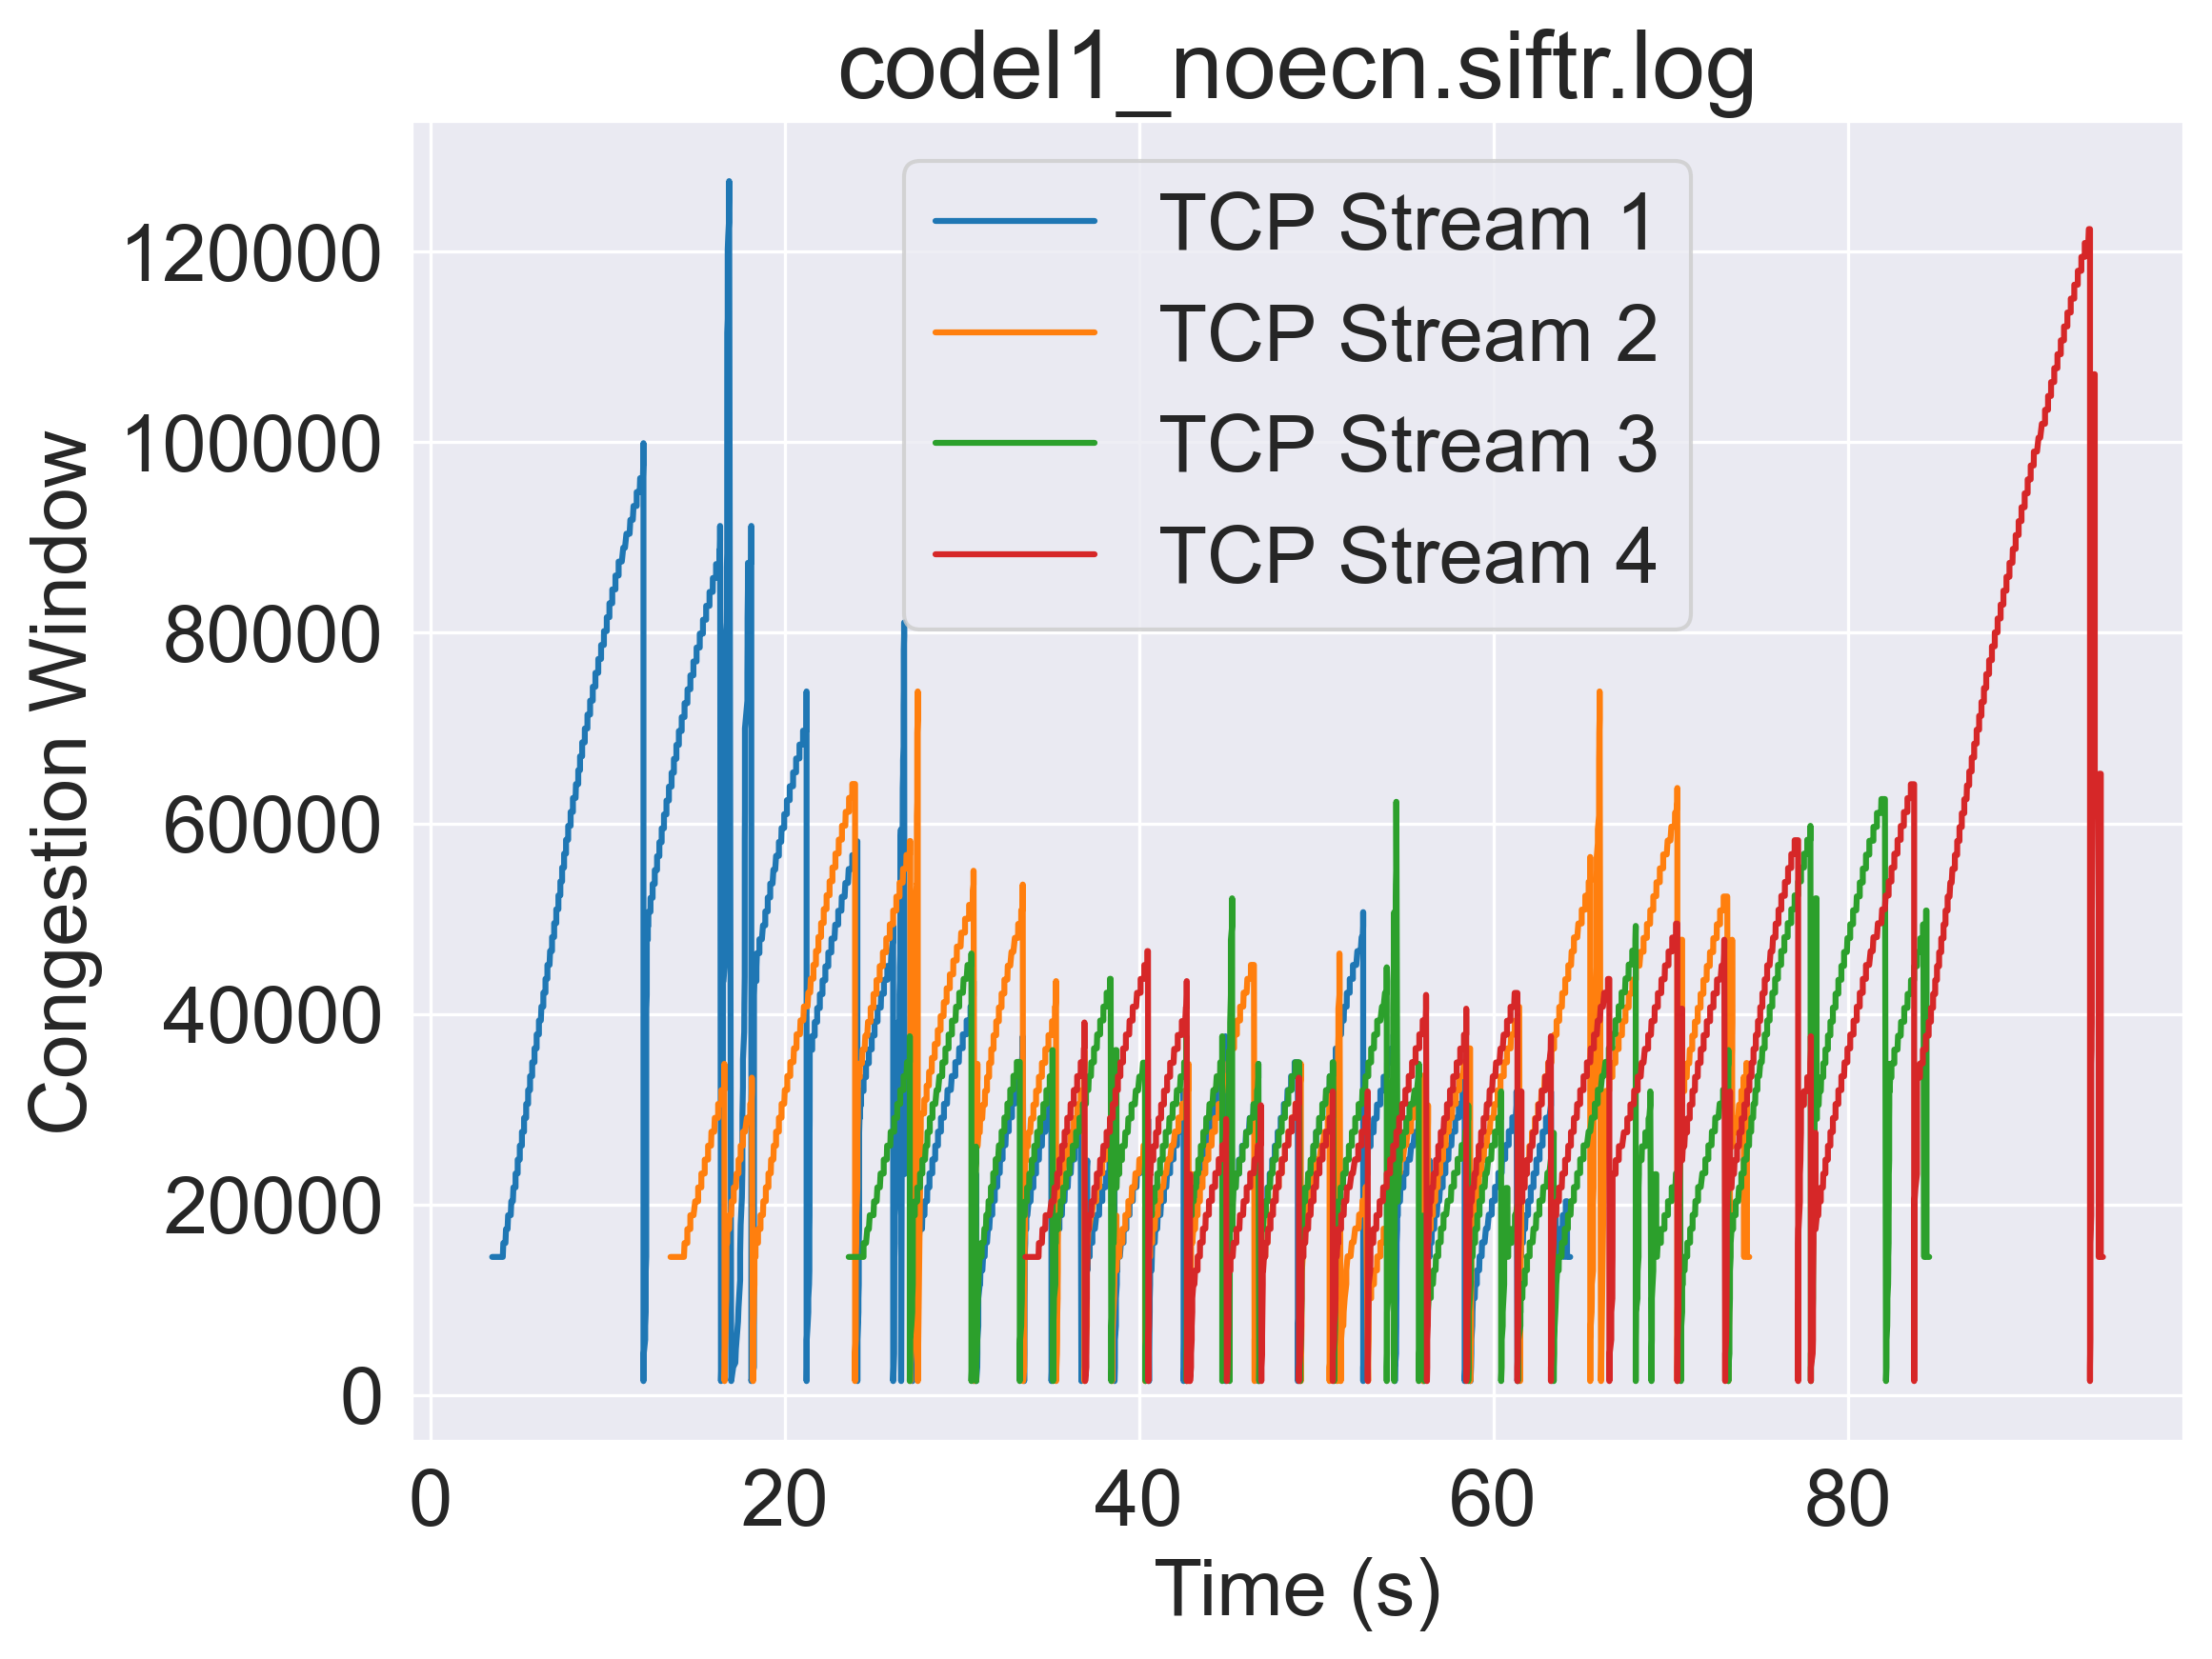 codel1_noecn.siftr.log
TCP Stream 1
TCP Stream 2
TCP Stream 3
TCP Stream 4
Congestion Window
120000
100000
80000
60000
40000
20000
0
0 20 40 60 80
Time (s)